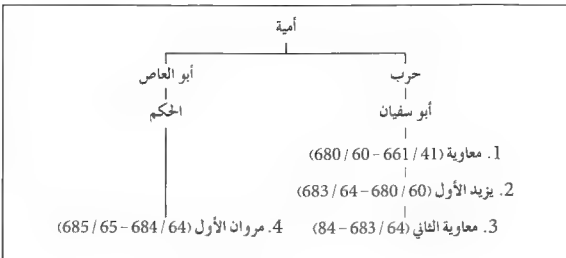 أمية
حرب أبو العاص
أبو سفيان الحكم
1. معاوية (41 / 661 – 60 / 680)
2. يزيد الأول (60 / 680 – 64 / 683)
3. معاوية الثاني (64 / 683 – 84) 4. مروان الأول (64 / 684 – 65 / 685)